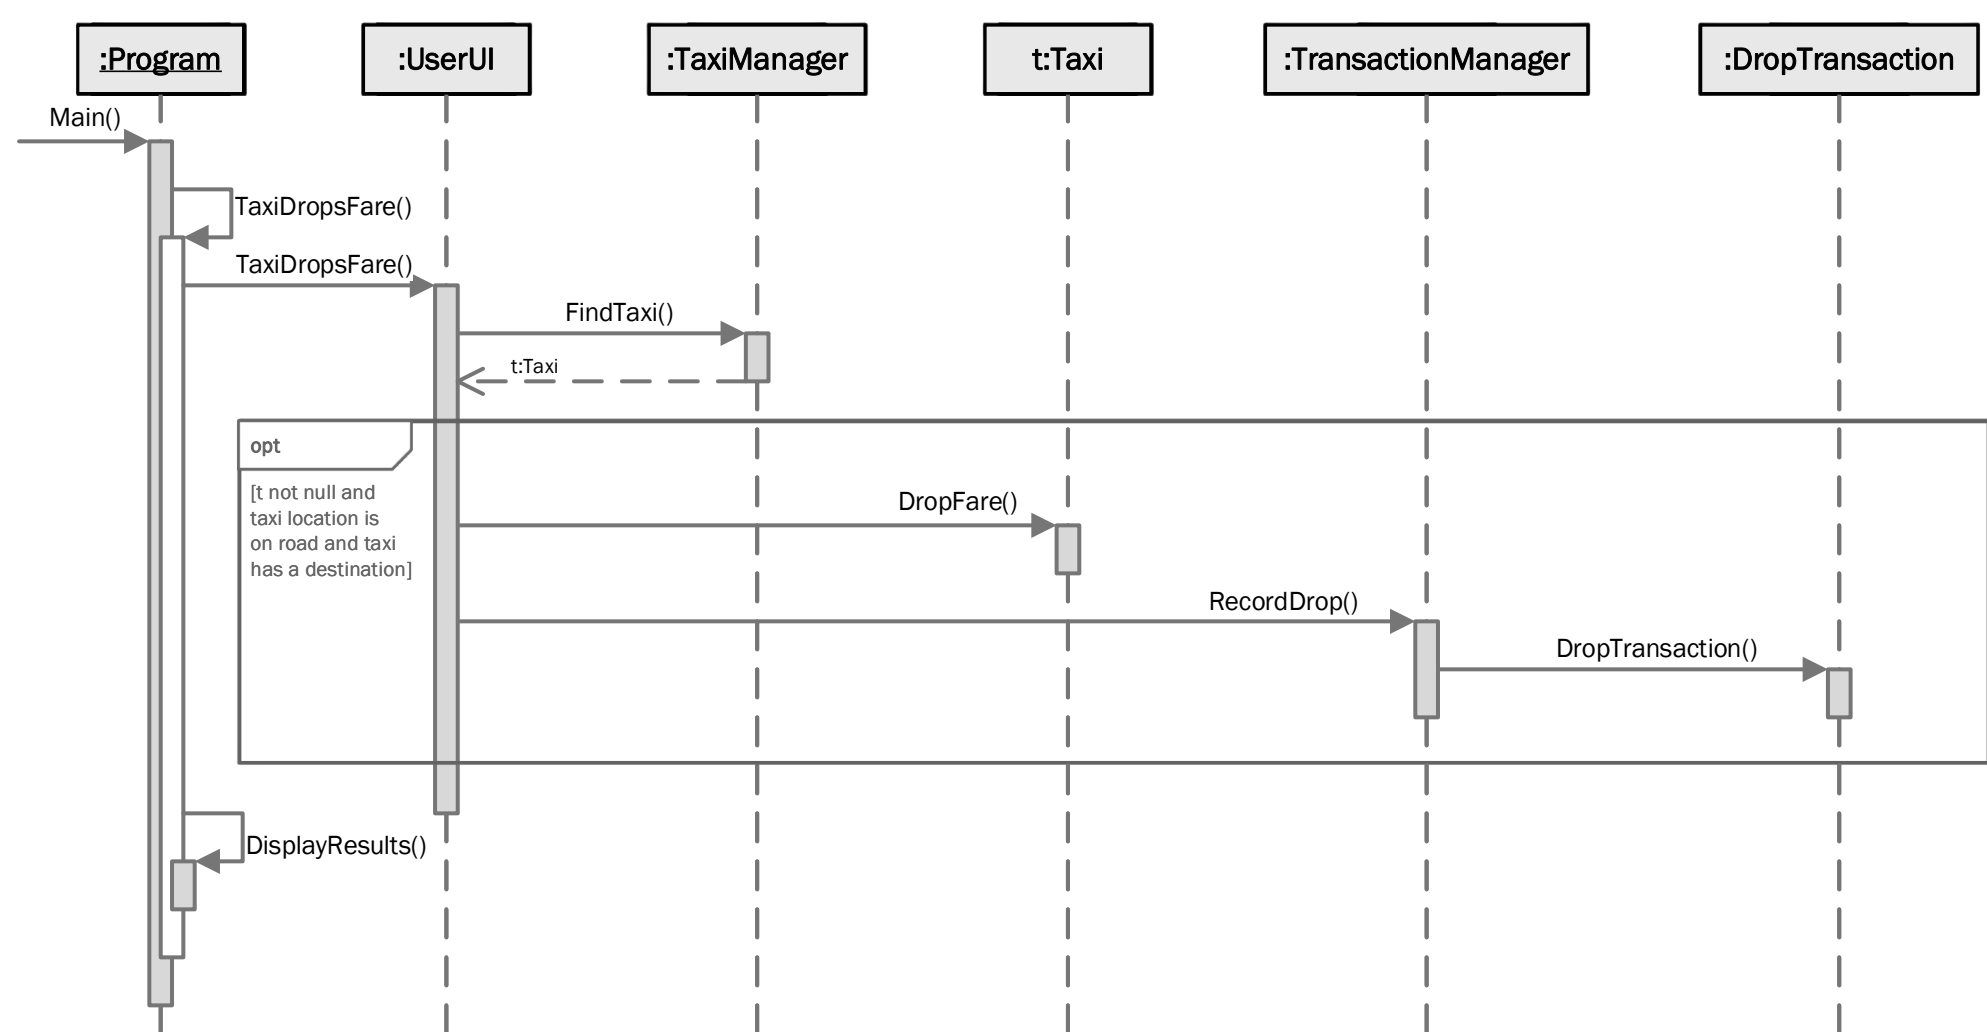 :Program
:UserUI
:TaxiManager
t:Taxi
:TransactionManager
:DropTransaction
Main()
TaxiDropsFare()
TaxiDropsFare()
FindTaxi()
t:Taxi
opt
[t not null and
taxi location is
on road and taxi
has a destination]
DropFare()
RecordDrop()
DropTransaction()
DisplayResults()